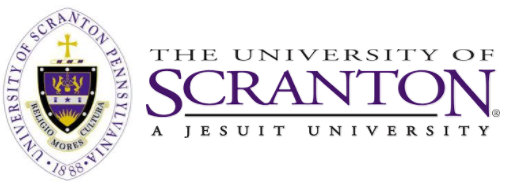 UNIVERSITY OF SCRANTON PENNSYLVANIA
·1888·
RELIGIO MORES CULTURA
THE UNIVERSITY OF
SCRANTON®
A JESUIT UNIVERSITY